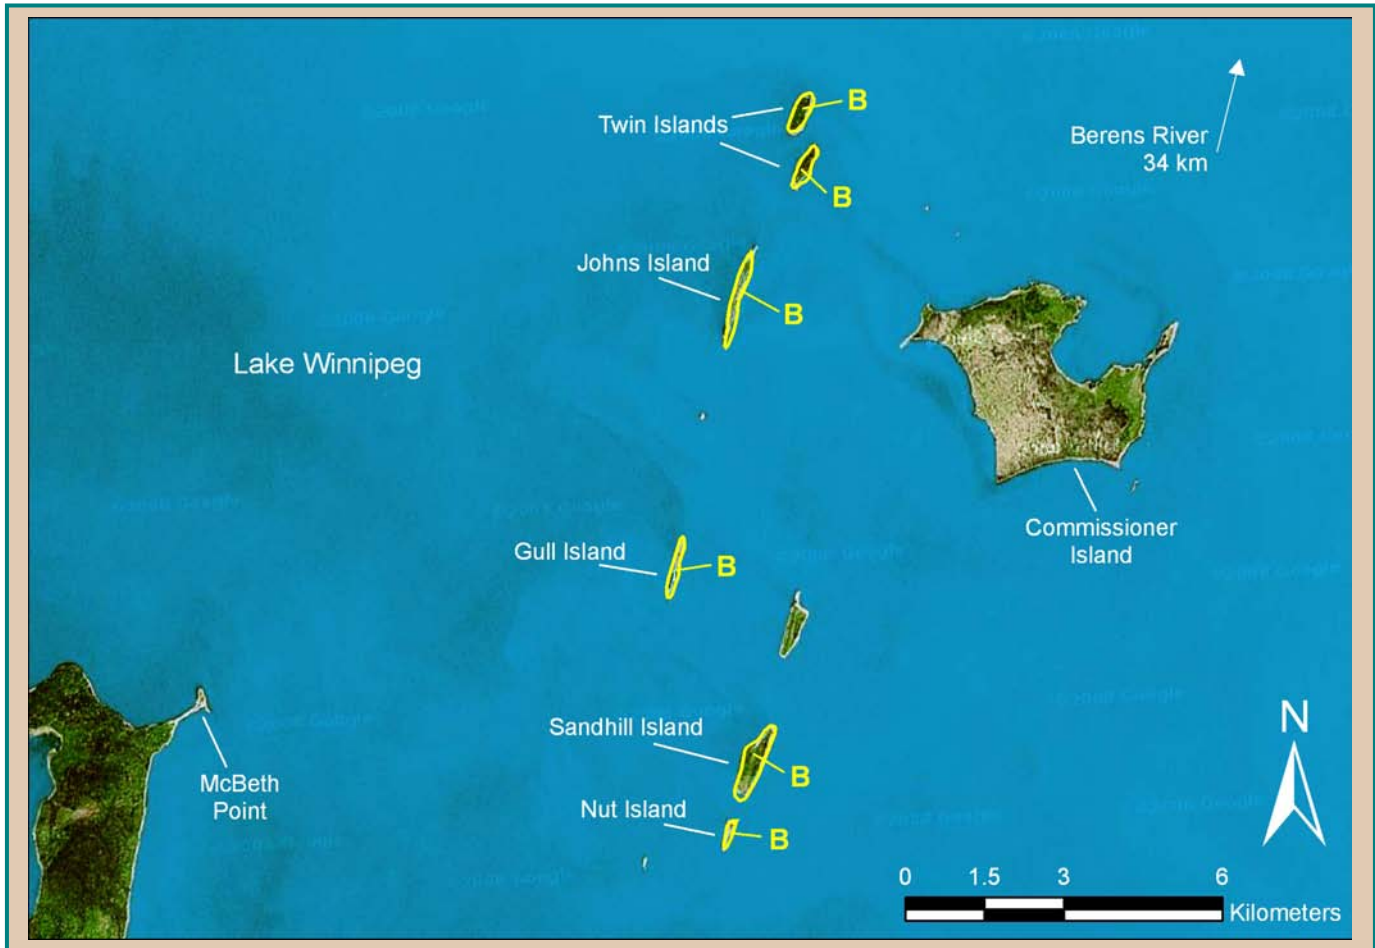 Twin Islands
B
B
Berens River
34 km
Johns Island
B
Lake Winnipeg
Commissioner
Island
Gull Island
B
Sandhill Island
B
McBeth
Point
Nut Island
B
N
0 1.5 3 6
Kilometers